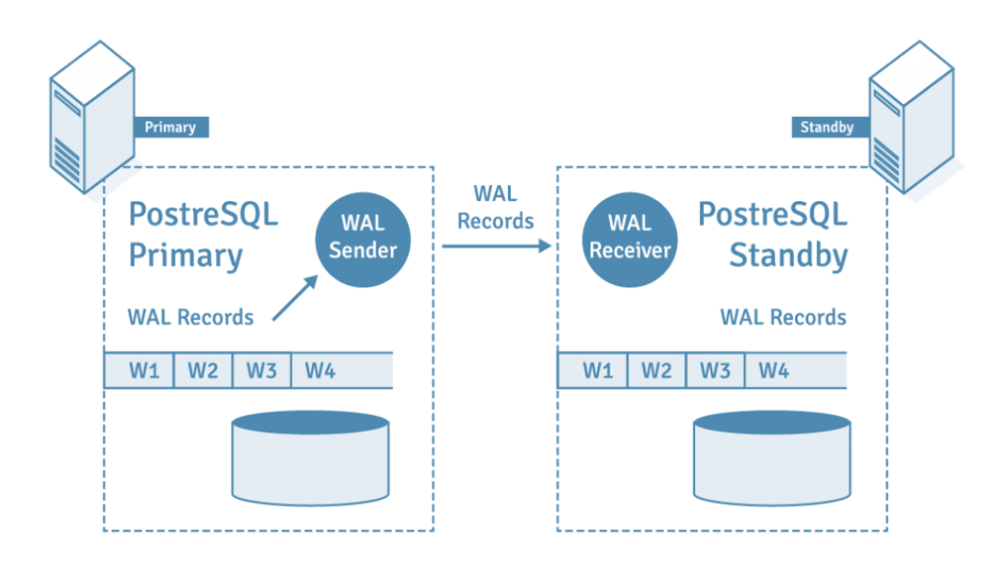 Primary
Standby
PostreSQL
Primary
WAL
Sender
WAL Records
W1 W2 W3 W4
WAL
Records
WAL
Receiver
PostreSQL
Standby
WAL Records
W1 W2 W3 W4